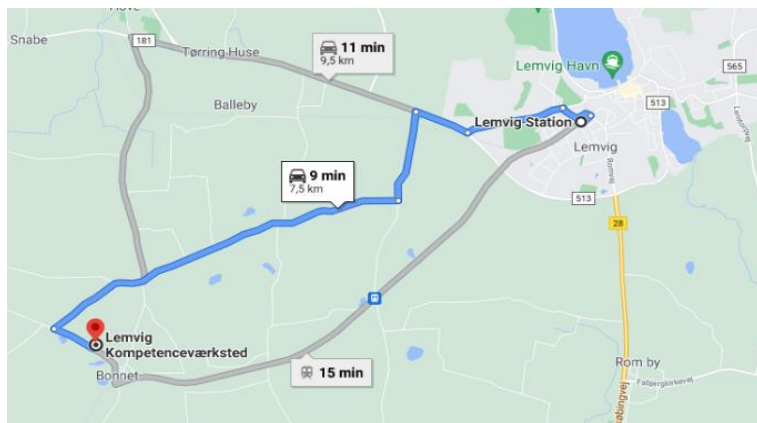 Snabe
181
Tørring Huse
11 min
9,5 km
Lemvig Havn
565
513
Balleby
Lemvig Station
Lemvig
9 min
7,5 km
513
28
Lemvig
Kompetenceværksted
Rom by
15 min
Bonnet
Fabjergkirkevej